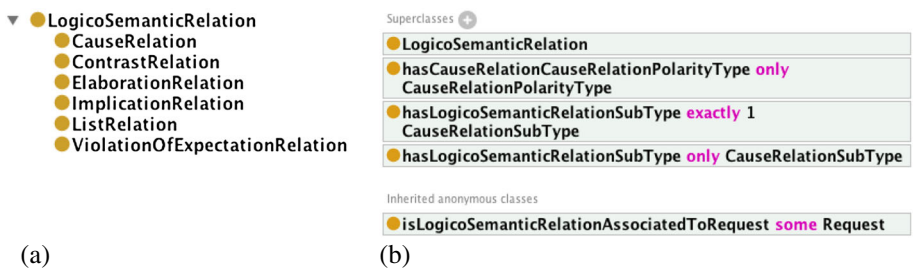 LogicoSemanticRelation
CauseRelation
ContrastRelation
ElaborationRelation
ImplicationRelation
ListRelation
ViolationOfExpectationRelation
(a)
Superclasses
LogicoSemanticRelation
hasCauseRelationCauseRelationPolarityType only
CauseRelationPolarityType
hasLogicoSemanticRelationSubType exactly 1
CauseRelationSubType
hasLogicoSemanticRelationSubType only CauseRelationSubType
Inherited anonymous classes
isLogicoSemanticRelationAssociatedToRequest some Request
(b)